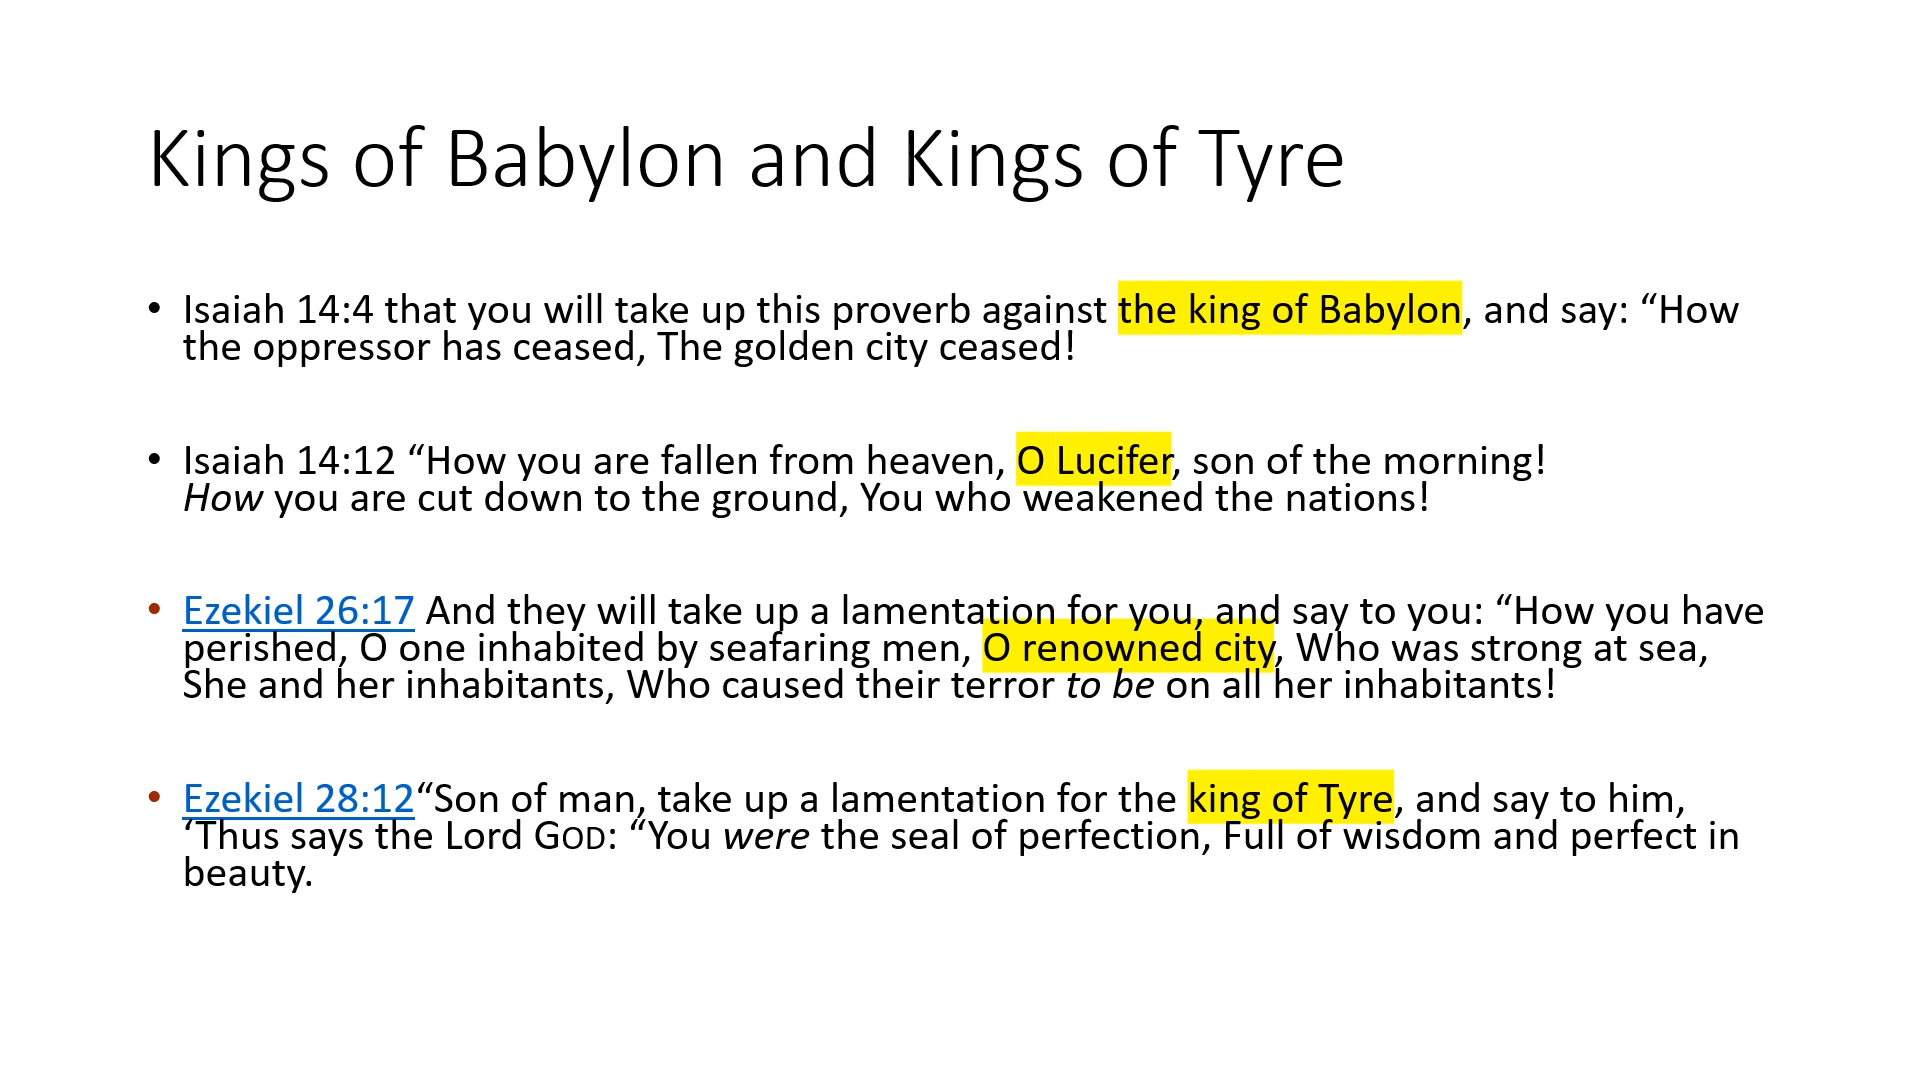 Kings of Babylon and Kings of Tyre
• Isaiah 14:4 that you will take up this proverb against the king of Babylon, and say: “How
the oppressor has ceased, The golden city ceased!
• Isaiah 14:12 “How you are fallen from heaven, O Lucifer, son of the morning!
How you are cut down to the ground, You who weakened the nations!
• Ezekiel 26:17 And they will take up a lamentation for you, and say to you: “How you have
perished, O one inhabited by seafaring men, O renowned city, Who was strong at sea,
She and her inhabitants, Who caused their terror to be on all her inhabitants!
• Ezekiel 28:12“Son of man, take up a lamentation for the king of Tyre, and say to him,
‘Thus says the Lord GOD: “You were the seal of perfection, Full of wisdom and perfect in
beauty.